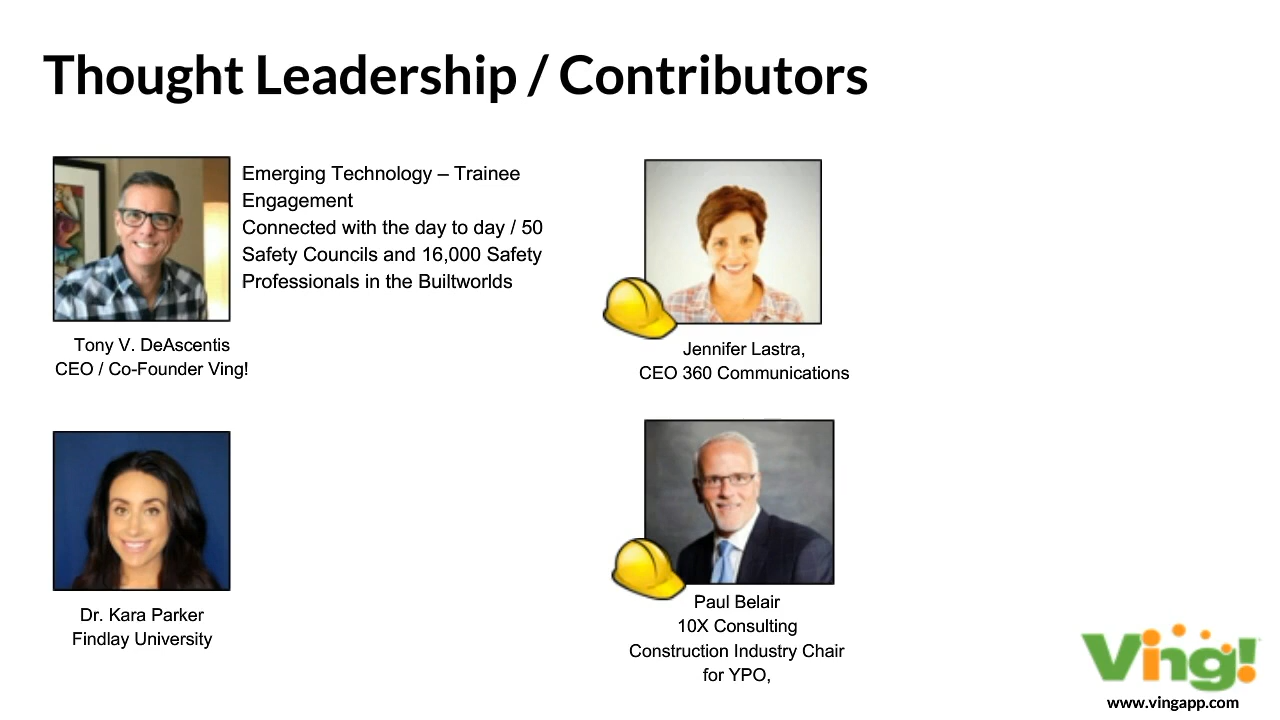 Thought Leadership / Contributors
Emerging Technology – Trainee
Engagement
Connected with the day to day / 50
Safety Councils and 16,000 Safety
Professionals in the Builtworlds
Tony V. DeAscentis
CEO / Co-Founder Ving!
Jennifer Lastra,
CEO 360 Communications
Dr. Kara Parker
Findlay University
Paul Belair
10X Consulting
Construction Industry Chair
for YPO,
Ving!
www.vingapp.com